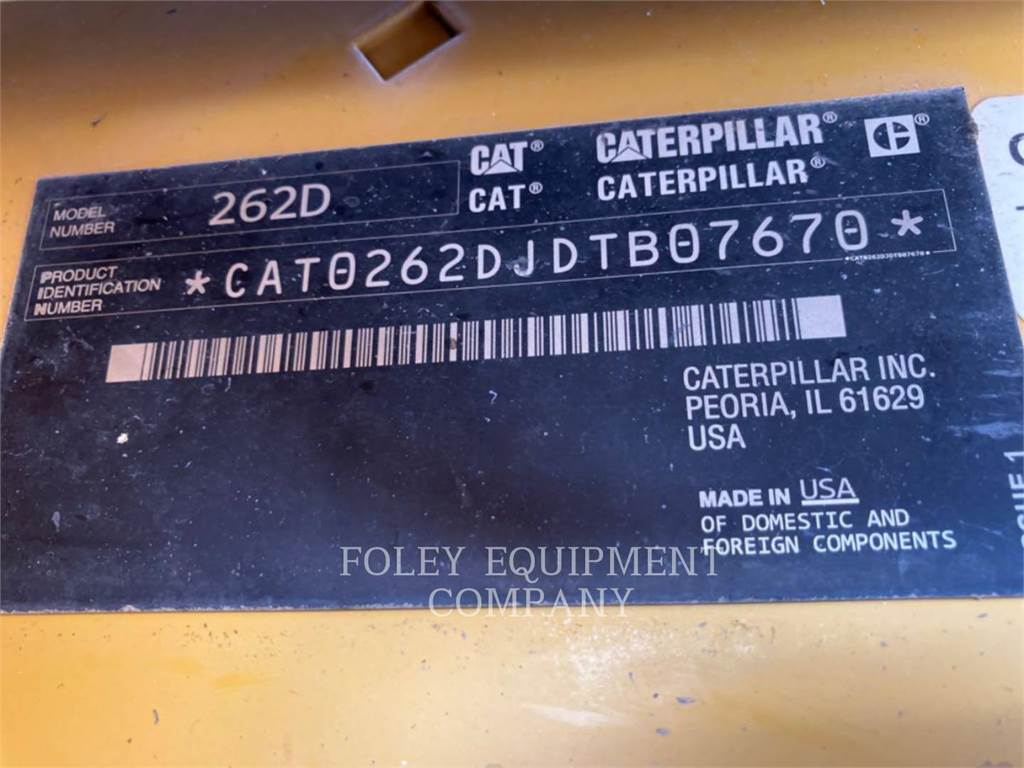 CAT® CATERPILLAR® ®
MODEL
NUMBER
262D
CAT® CATERPILLAR®
PRODUCT
IDENTIFICATION
NUMBER
*CAT0262DJDTB07670*
*CAT0262DJDTB07670*
CATERPILLAR INC.
PEORIA, IL 61629
USA
MADE IN USA
OF DOMESTIC AND
FOREIGN COMPONENTS
FOLEY EQUIPMENT
COMPANY